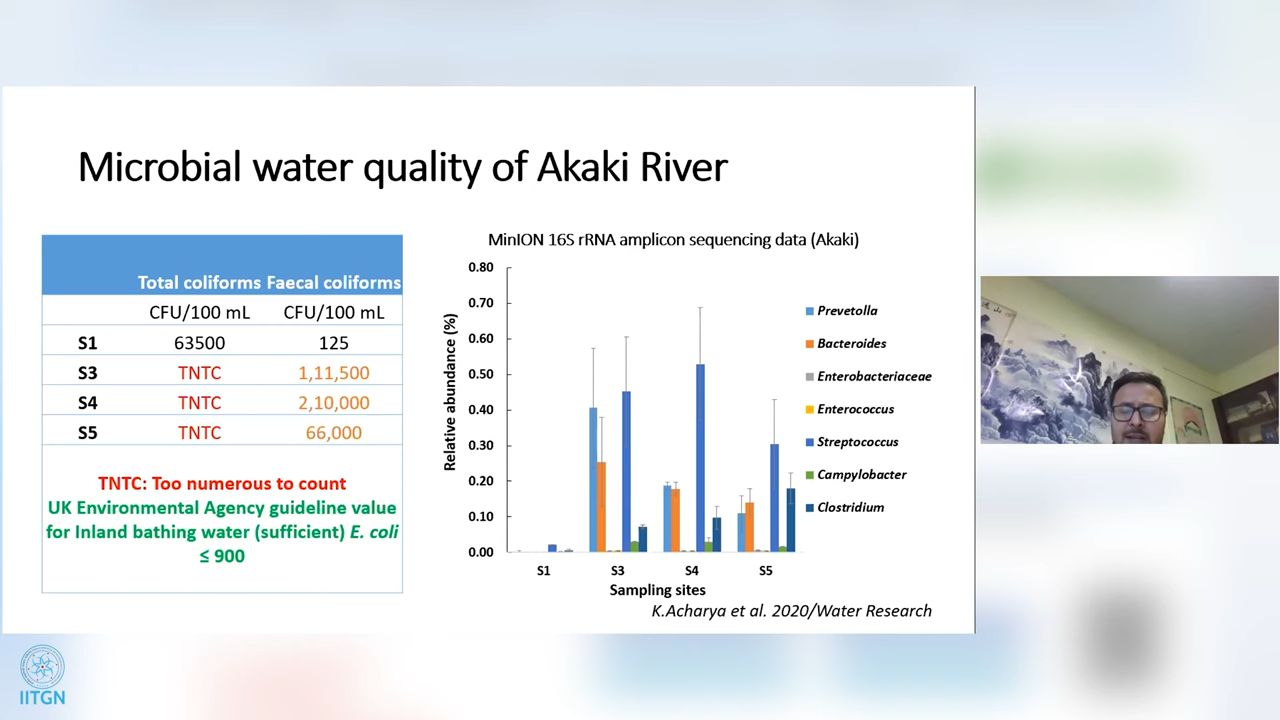 Microbial water quality of Akaki River
Total coliforms Faecal coliforms
CFU/100 mL CFU/100 mL
S1 63500 125
S3 TNTC 1,11,500
S4 TNTC 2,10,000
S5 TNTC 66,000
TNTC: Too numerous to count
UK Environmental Agency guideline value
for Inland bathing water (sufficient) E. coli
≤ 900
MinION 16S rRNA amplicon sequencing data (Akaki)
Relative abundance (%)
0.80
0.70
0.60
0.50
0.40
0.30
0.20
0.10
0.00
S1 S3 S4 S5
Sampling sites
Prevetolla
Bacteroides
Enterobacteriaceae
Enterococcus
Streptococcus
Campylobacter
Clostridium
K.Acharya et al. 2020/Water Research
IITGN